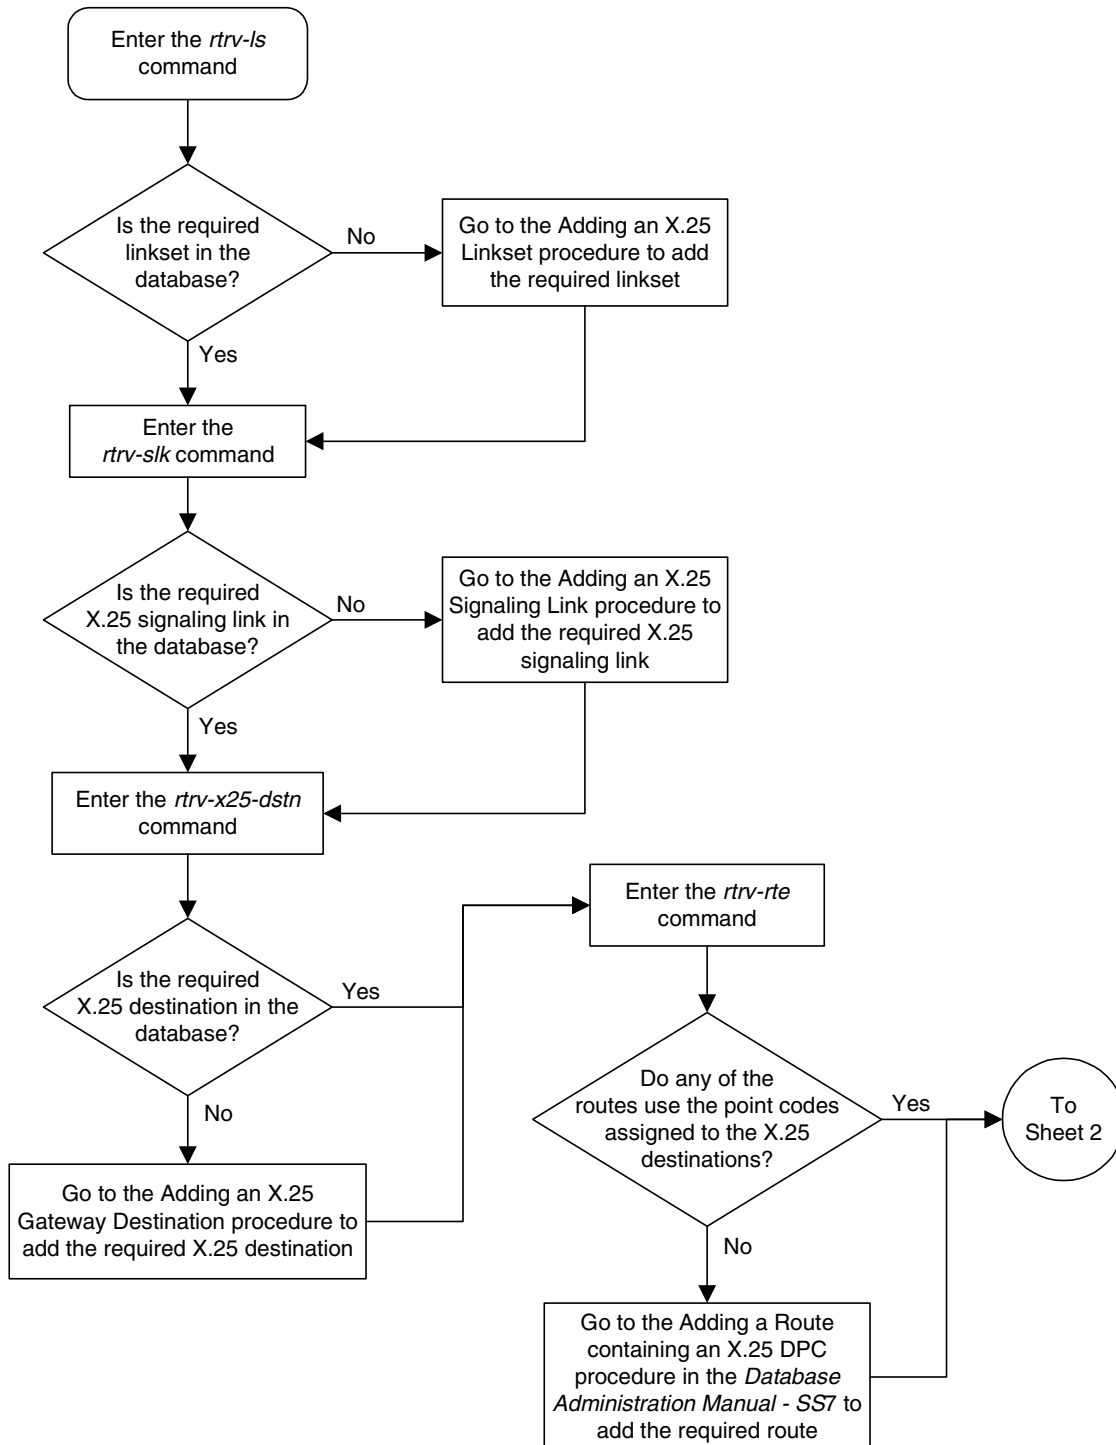 Enter the rtrv-ls
command
Is the required
linkset in the
database?
No
Go to the Adding an X.25
Linkset procedure to add
the required linkset
Yes
Enter the
rtrv-slk command
Is the required
X.25 signaling link in
the database?
No
Go to the Adding an X.25
Signaling Link procedure to
add the required X.25
signaling link
Yes
Enter the rtrv-x25-dstn
command
Is the required
X.25 destination in the
database?
Yes
No
Go to the Adding an X.25
Gateway Destination procedure to
add the required X.25 destination
Enter the rtrv-rte
command
Do any of the
routes use the point codes
assigned to the X.25
destinations?
Yes
To
Sheet 2
No
Go to the Adding a Route
containing an X.25 DPC
procedure in the Database
Administration Manual - SS7 to
add the required route